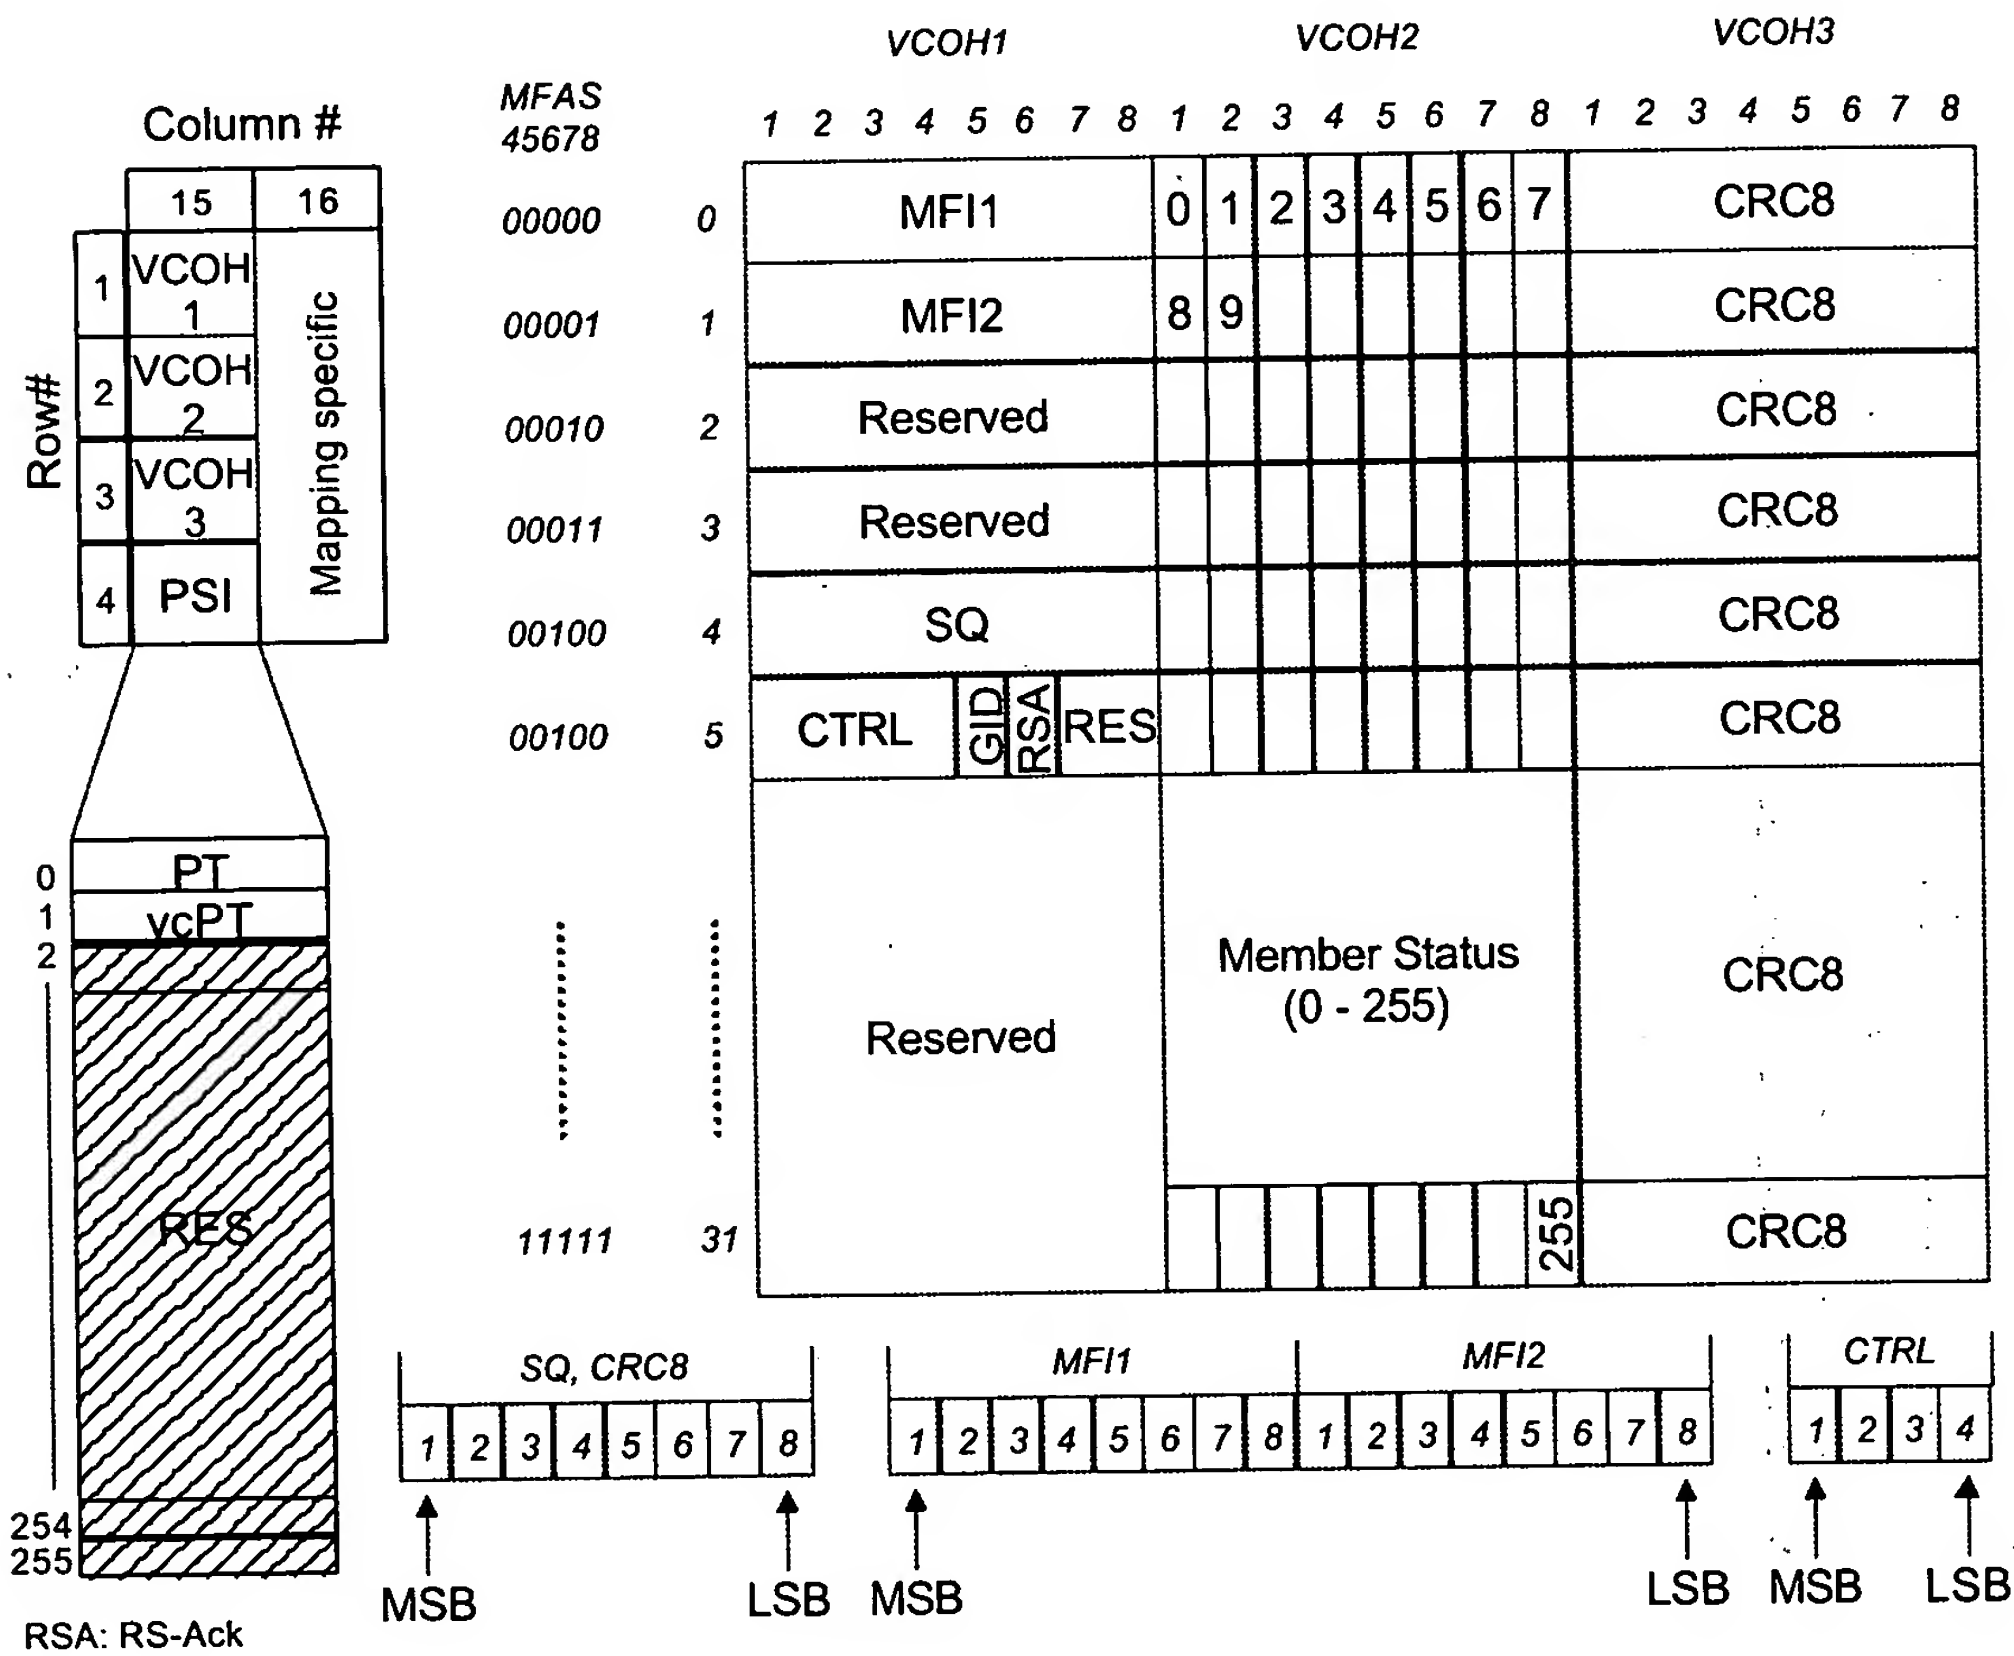 VCOH1 VCOH2 VCOH3
MFAS
45678
1 2 3 4 5 6 7 8 1 2 3 4 5 6 7 8 1 2 3 4 5 6 7 8
Column #
15 16
Row#
1 VCOH
1
2 VCOH
2
3 VCOH
3
4 PSI
Mapping specific
00000 0 MFI1 0 1 2 3 4 5 6 7 CRC8
00001 1 MFI2 8 9 CRC8
00010 2 Reserved CRC8
00011 3 Reserved CRC8
00100 4 SQ CRC8
00100 5 CTRL GID RSA RES CRC8
Reserved
Member Status
(0 - 255)
CRC8
11111 31 255 CRC8
0 PT
1 vcPT
2
RES
254
255
SQ, CRC8
1 2 3 4 5 6 7 8
MSB LSB
MFI1 MFI2
1 2 3 4 5 6 7 8 1 2 3 4 5 6 7 8
MSB LSB
CTRL
1 2 3 4
MSB LSB
RSA: RS-Ack